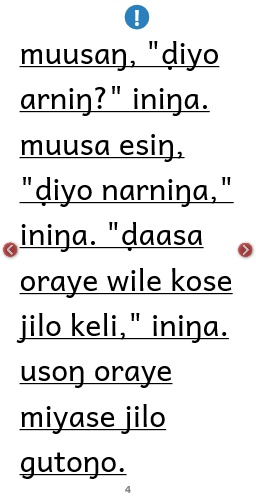 muusaŋ, "ḍiyo
arniŋ?" iniŋa.
muusa esiŋ,
"ḍiyo narniŋa,"
iniŋa. "ḍaasa
oraye wile kose
jilo keli," iniŋa.
usoŋ oraye
miyase jilo
gutoŋo.
4